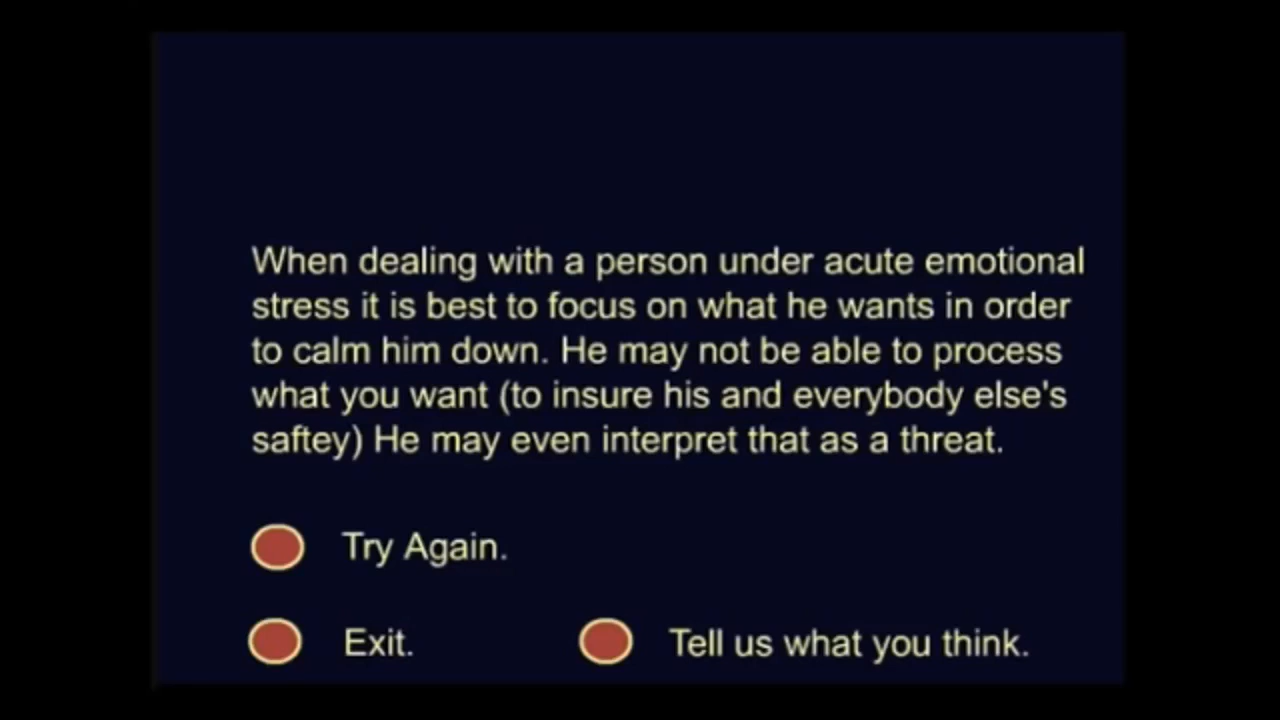 When dealing with a person under acute emotional
stress it is best to focus on what he wants in order
to calm him down. He may not be able to process
what you want (to insure his and everybody else's
saftey) He may even interpret that as a threat.
Try Again.
Exit.
Tell us what you think.